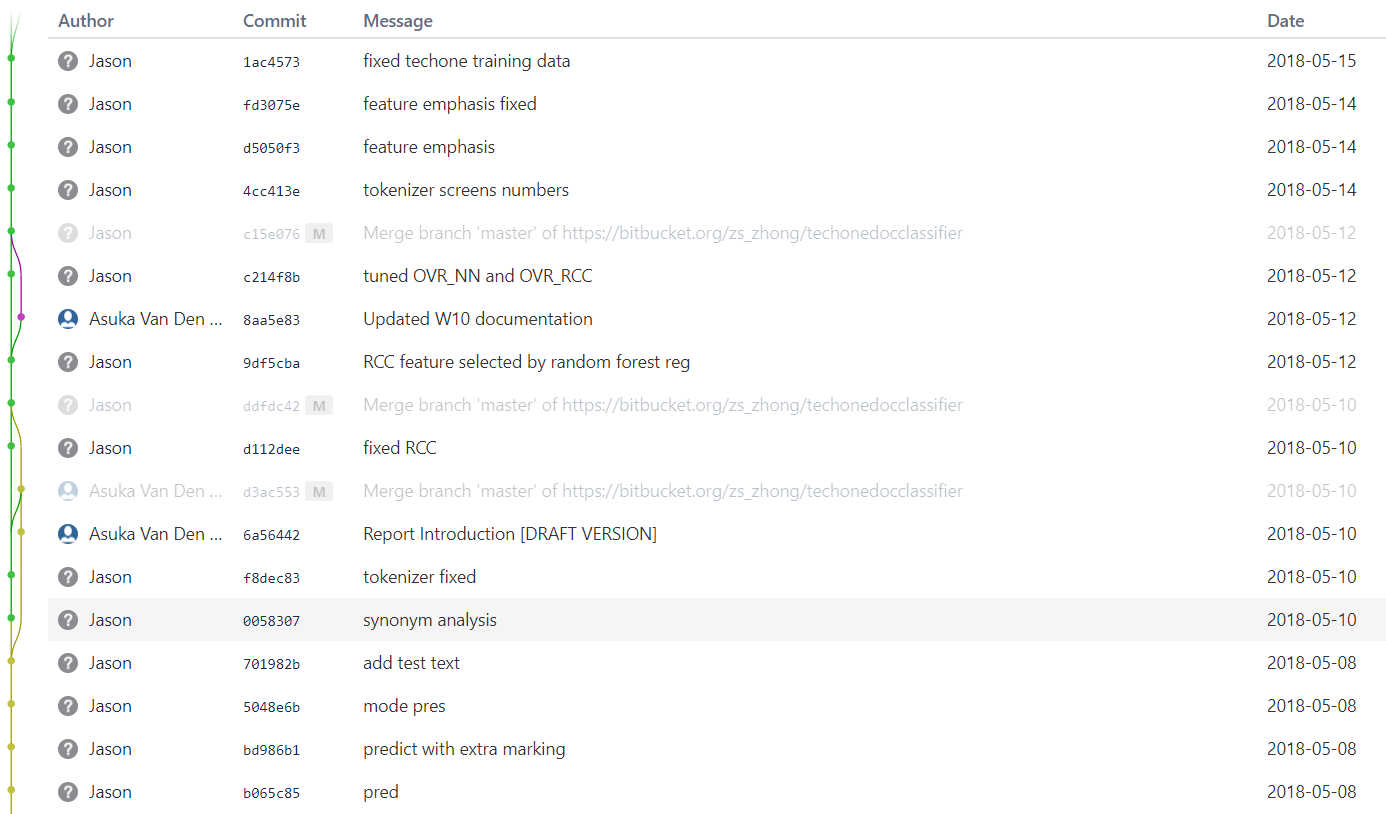 Author Commit Message Date
Jason 1ac4573 fixed techone training data 2018-05-15
Jason fd3075e feature emphasis fixed 2018-05-14
Jason d5050f3 feature emphasis 2018-05-14
Jason 4cc413e tokenizer screens numbers 2018-05-14
Jason c15e076 M Merge branch 'master' of https://bitbucket.org/zs_zhong/techonedocclassifier 2018-05-12
Jason c214f8b tuned OVR_NN and OVR_RCC 2018-05-12
Asuka Van Den ... 8aa5e83 Updated W10 documentation 2018-05-12
Jason 9df5cba RCC feature selected by random forest reg 2018-05-12
Jason ddfdc42 M Merge branch 'master' of https://bitbucket.org/zs_zhong/techonedocclassifier 2018-05-10
Jason d112dee fixed RCC 2018-05-10
Asuka Van Den ... d3ac553 M Merge branch 'master' of https://bitbucket.org/zs_zhong/techonedocclassifier 2018-05-10
Asuka Van Den ... 6a56442 Report Introduction [DRAFT VERSION] 2018-05-10
Jason f8dec83 tokenizer fixed 2018-05-10
Jason 0058307 synonym analysis 2018-05-10
Jason 701982b add test text 2018-05-08
Jason 5048e6b mode pres 2018-05-08
Jason bd986b1 predict with extra marking 2018-05-08
Jason b065c85 pred 2018-05-08